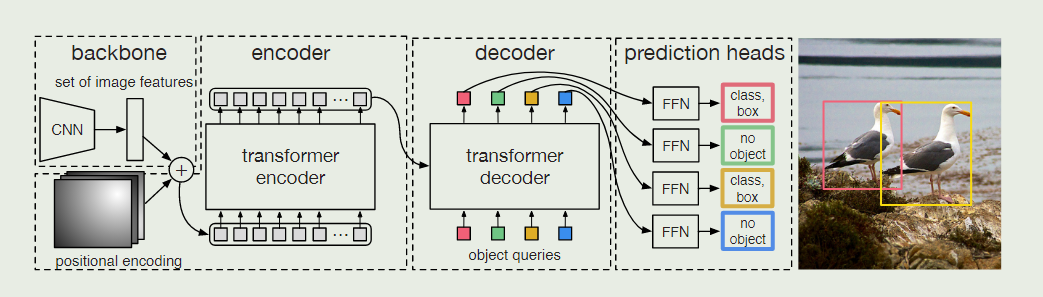 backbone
set of image features
CNN
+
positional encoding
encoder
...
transformer
encoder
decoder
transformer
decoder
object queries
prediction heads
FFN
class,
box
FFN
no
object
FFN
class,
box
FFN
no
object